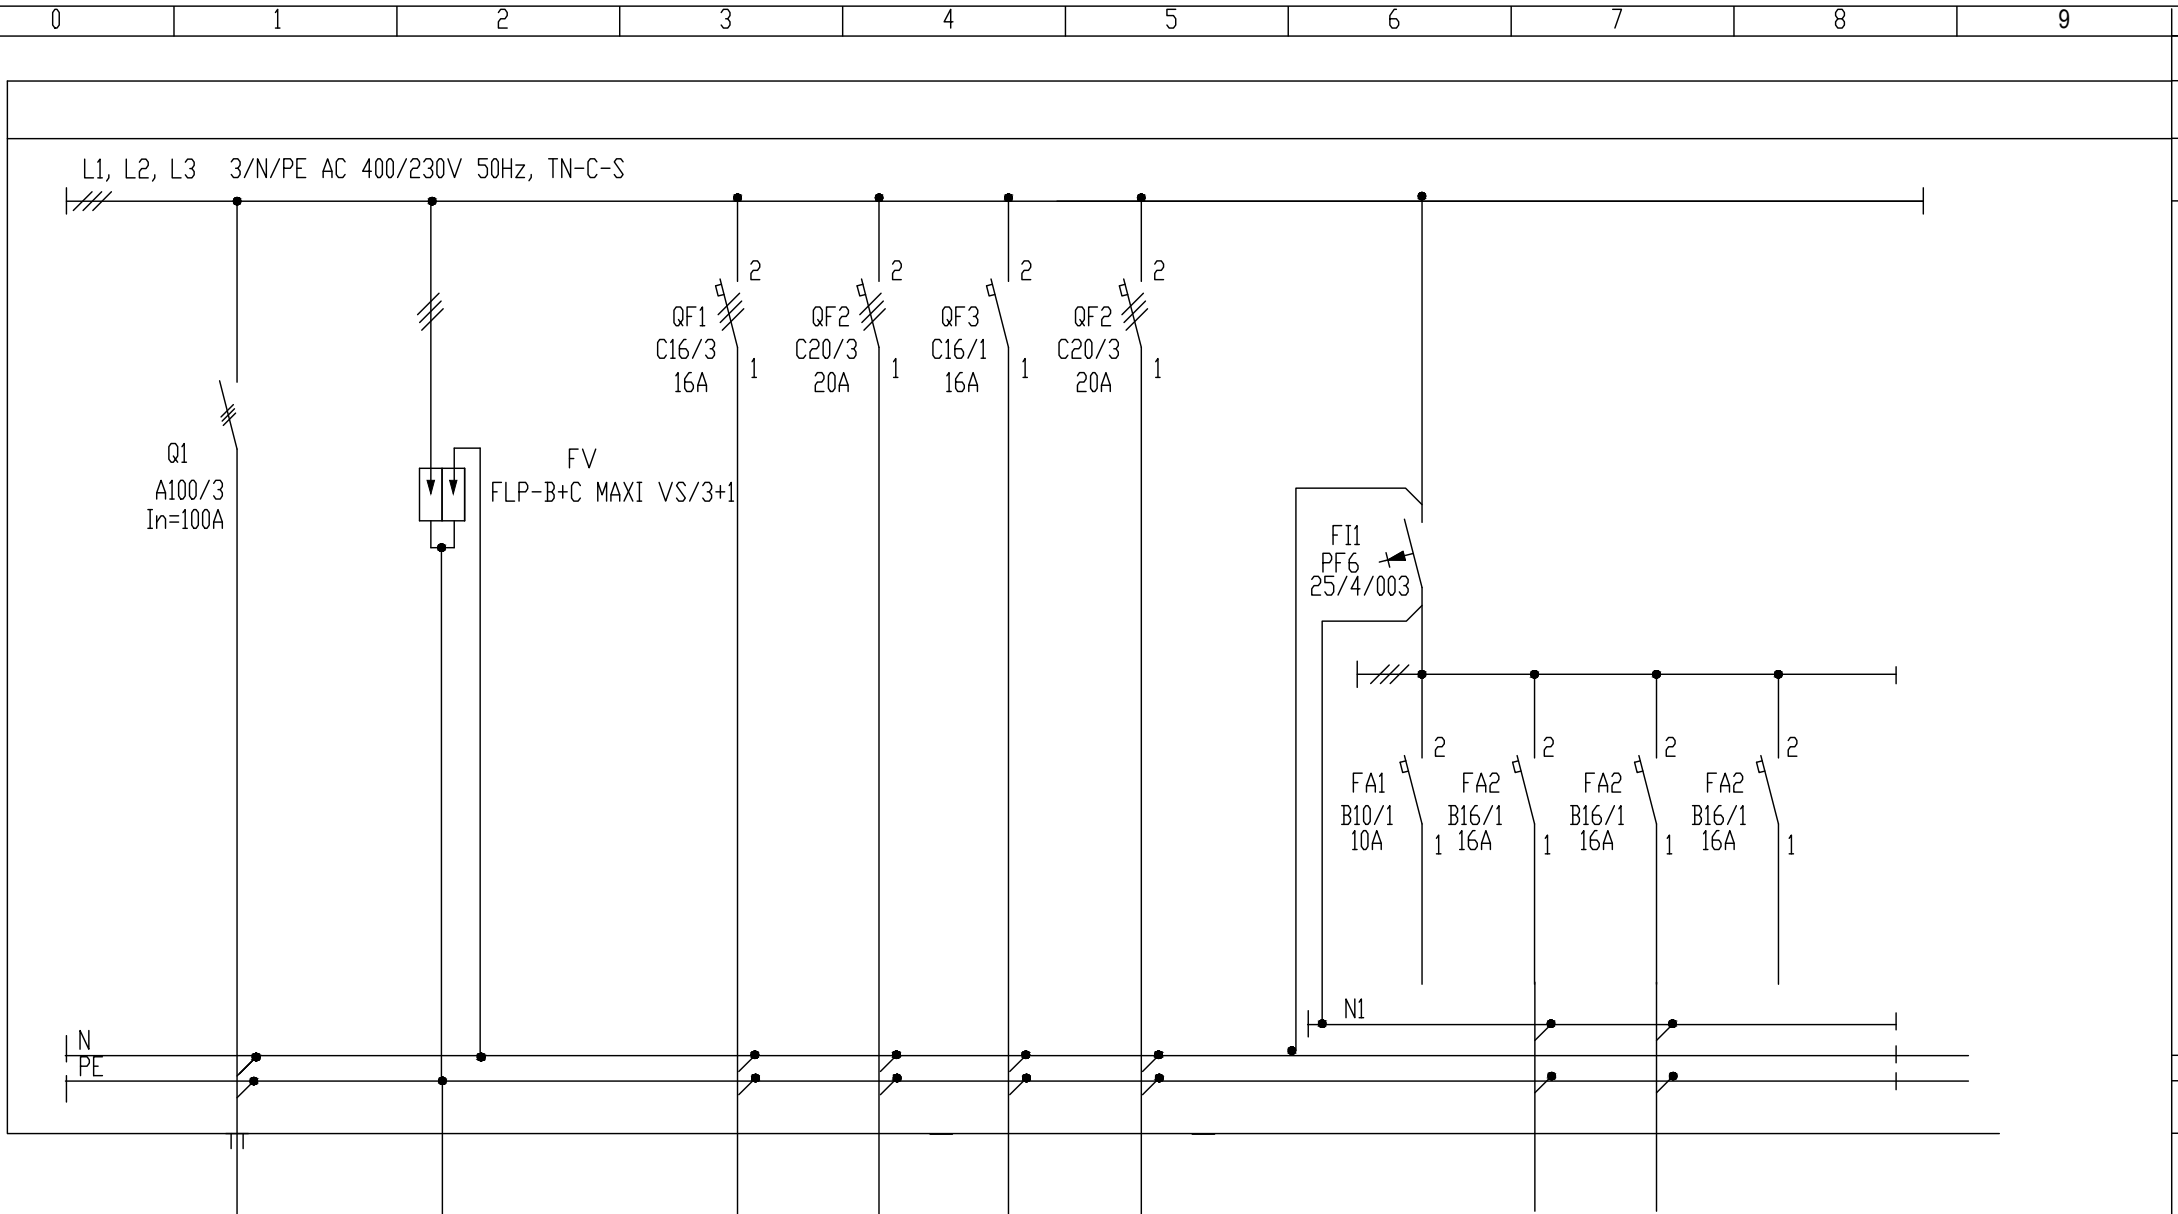 0 1 2 3 4 5 6 7 8 9
L1, L2, L3 3/N/PE AC 400/230V 50Hz, TN-C-S
2 2 2 2
QF1 QF2 QF3 QF2
C16/3 C20/3 C16/1 C20/3
1 1 1 1
16A 20A 16A 20A
Q1
A100/3
In=100A
FV
FLP-B+C MAXI VS/3+1
FI1
PF6
25/4/003
2 2 2 2
FA1 FA2 FA2 FA2
B10/1 B16/1 B16/1 B16/1
10A 16A 16A 16A
1 1 1 1
N1
N
PE